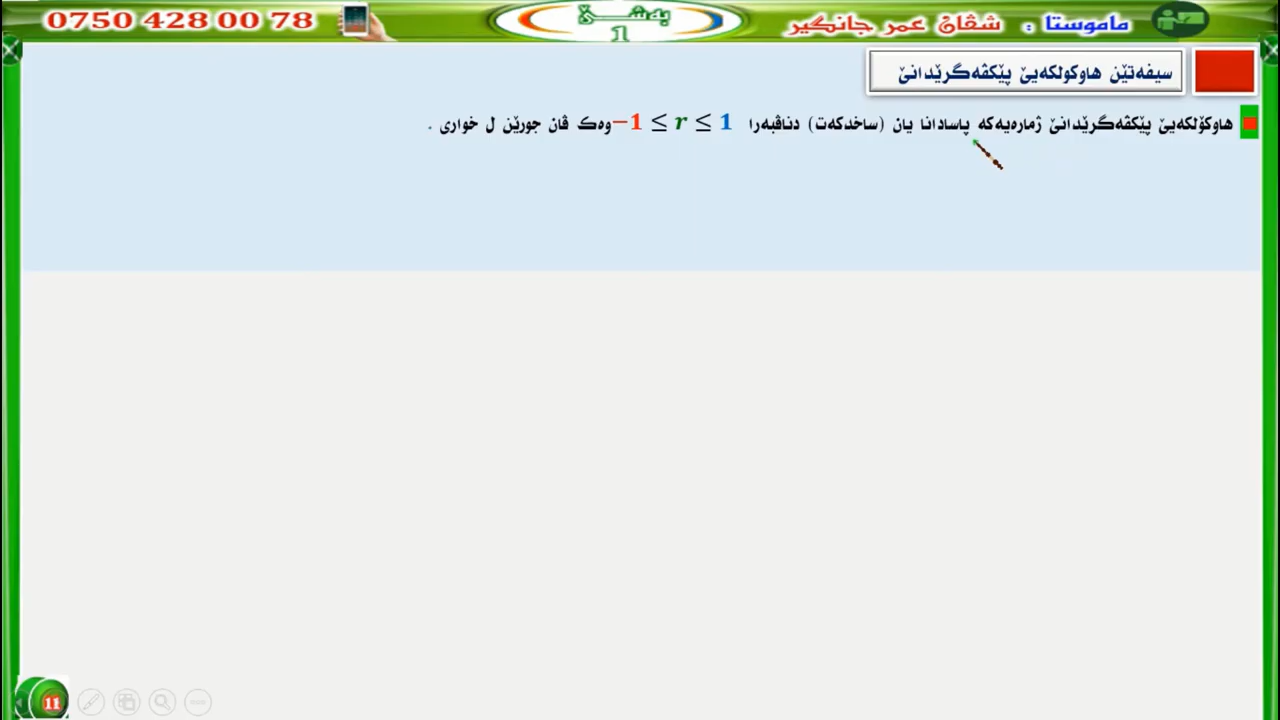 ماموستا : شڤان عمر جانگیر
بەشێ
1
0750 428 00 78
سیفەتێن هاوکولکەیێ پێکڤەگرێدانێ
هاوکۆلکەیێ پێکڤەگرێدانێ ژمارەیەکە پاسادانا یان (ساخدکەت) دناڤبەرا −1 ≤ r ≤ 1 وەک ڤان جورێن ل خواری .
11